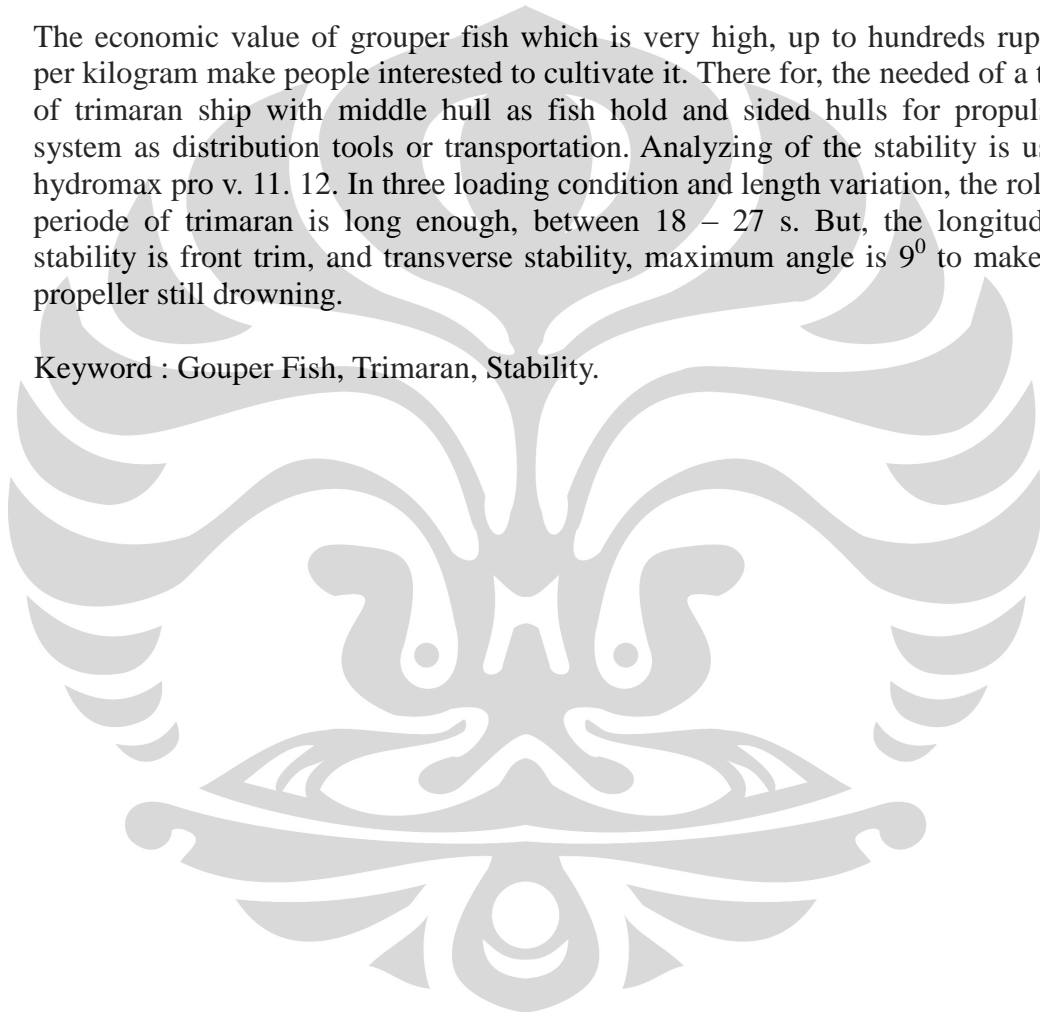 The economic value of grouper fish which is very high, up to hundreds rup
per kilogram make people interested to cultivate it. There for, the needed of a t
of trimaran ship with middle hull as fish hold and sided hulls for propuls
system as distribution tools or transportation. Analyzing of the stability is us
hydromax pro v. 11. 12. In three loading condition and length variation, the rol
periode of trimaran is long enough, between 18 – 27 s. But, the longitud
stability is front trim, and transverse stability, maximum angle is 9⁰ to make
propeller still drowning.
Keyword : Gouper Fish, Trimaran, Stability.